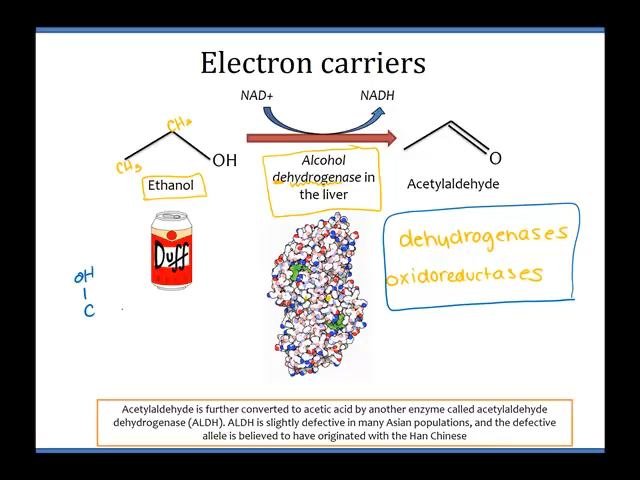 Electron carriers
NAD+
NADH
CH₂
CH₃
OH
O
Alcohol
dehydrogenase in
the liver
Ethanol
Acetylaldehyde
Duff
dehydrogenases
oxidoreductases
OH
C
Acetylaldehyde is further converted to acetic acid by another enzyme called acetylaldehyde
dehydrogenase (ALDH). ALDH is slightly defective in many Asian populations, and the defective
allele is believed to have originated with the Han Chinese